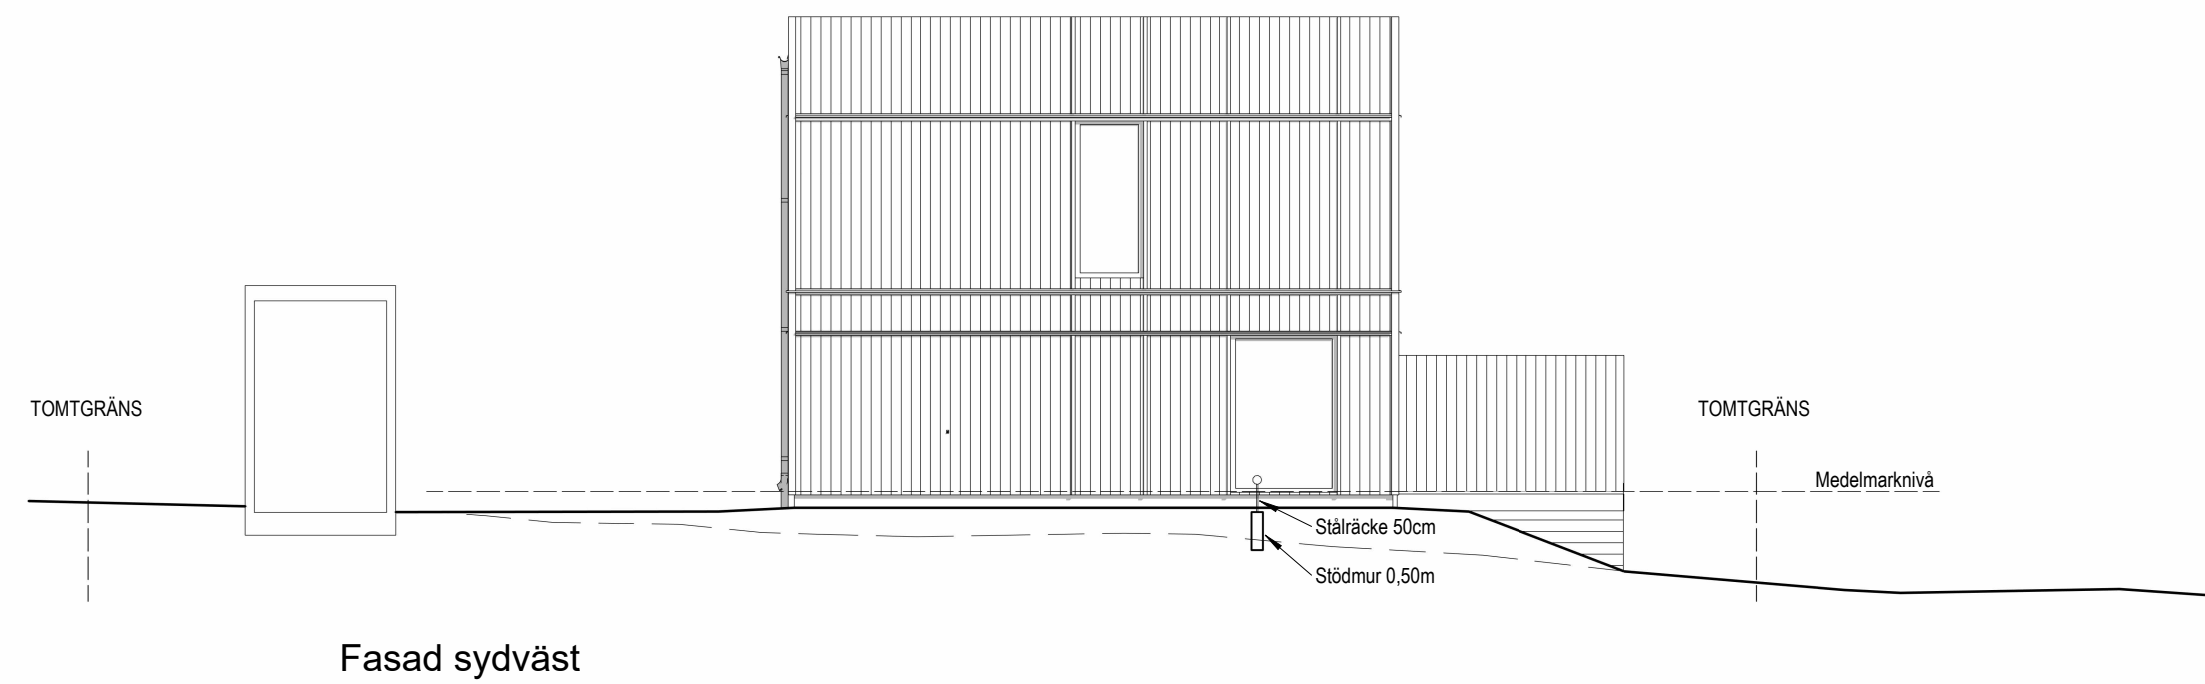 TOMTGRÄNS
TOMTGRÄNS
Medelmarknivå
Stålräcke 50cm
Stödmur 0,50m
Fasad sydväst